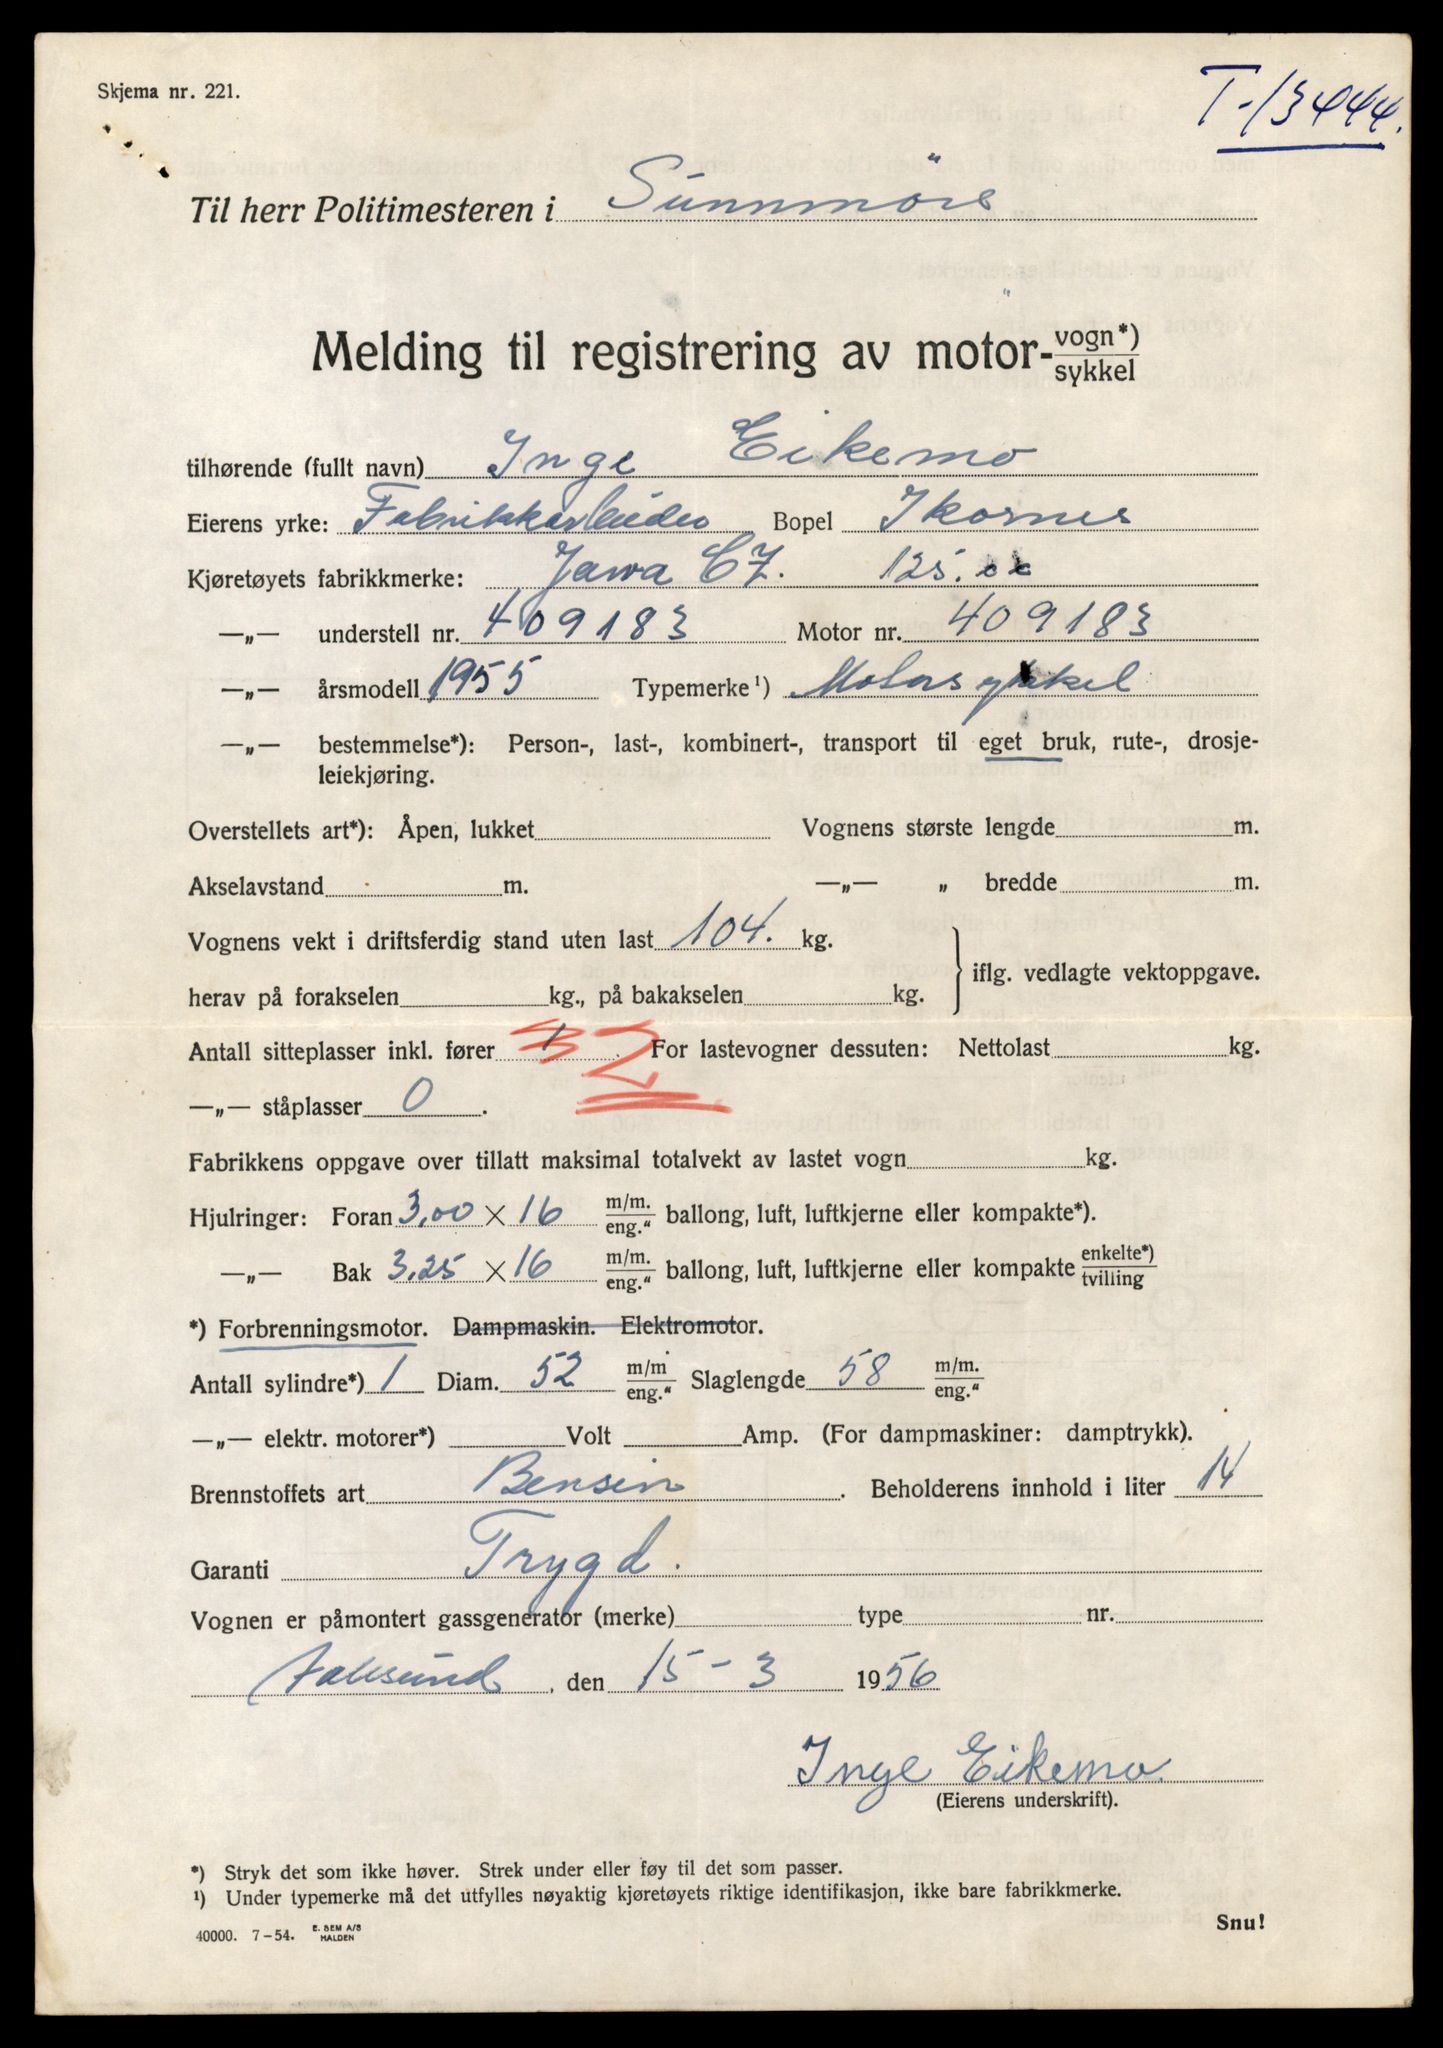 Skjema nr. 221.
T-13444.
Til herr Politimesteren i Sunnmöre
Melding til registrering av motor- vogn*) / sykkel
tilhørende (fullt navn) Inge Eikemo
Eierens yrke: Fabrikkarbeider Bopel Ikornes
Kjøretøyets fabrikkmerke: Jawa CZ. 125.
—„— understell nr. 409183 Motor nr. 409183
—„— årsmodell 1955 Typemerke¹) Motorsykkel
—„— bestemmelse*): Person-, last-, kombinert-, transport til eget bruk, rute-, drosje-
leiekjøring.
Overstellets art*): Åpen, lukket Vognens største lengde m.
Akselavstand m. —„— „ bredde m.
Vognens vekt i driftsferdig stand uten last 104. kg.
iflg. vedlagte vektoppgave.
herav på forakselen kg., på bakakselen kg.
Antall sitteplasser inkl. fører 1 2 For lastevogner dessuten: Nettolast kg.
—„— ståplasser 0 .
Fabrikkens oppgave over tillatt maksimal totalvekt av lastet vogn kg.
Hjulringer: Foran 3,00 × 16 m/m. / eng.“ ballong, luft, luftkjerne eller kompakte*).
—„— Bak 3,25 × 16 m/m. / eng.“ ballong, luft, luftkjerne eller kompakte enkelte*) / tvilling
*) Forbrenningsmotor. Dampmaskin. Elektromotor.
Antall sylindre*) 1 Diam. 52 m/m / eng.“ Slaglengde 58 m/m. / eng.“
—„— elektr. motorer*) Volt Amp. (For dampmaskiner: damptrykk).
Brennstoffets art Bensin . Beholderens innhold i liter 14
Garanti Trygd.
Vognen er påmontert gassgenerator (merke) type nr.
Aalesund, den 15-3 1956
Inge Eikemo.
(Eierens underskrift).
*) Stryk det som ikke høver. Strek under eller føy til det som passer.
¹) Under typemerke må det utfylles nøyaktig kjøretøyets riktige identifikasjon, ikke bare fabrikkmerke.
Snu!
40000. 7-54. E. SEM A/S HALDEN